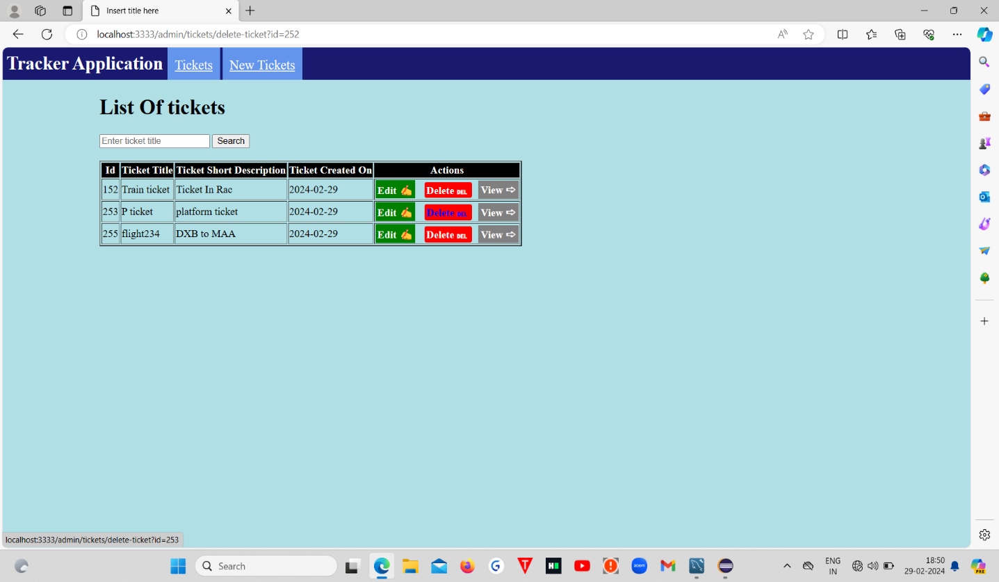 Insert title here
localhost:3333/admin/tickets/delete-ticket?id=252
Tracker Application Tickets New Tickets
List Of tickets
Enter ticket title Search
Id Ticket Title Ticket Short Description Ticket Created On Actions
152 Train ticket Ticket In Rac 2024-02-29 Edit ✍ Delete DEL View ➪
253 P ticket platform ticket 2024-02-29 Edit ✍ Delete DEL View ➪
255 flight234 DXB to MAA 2024-02-29 Edit ✍ Delete DEL View ➪
localhost:3333/admin/tickets/delete-ticket?id=253
Search
zoom
ENG
IN
18:50
29-02-2024
PRE